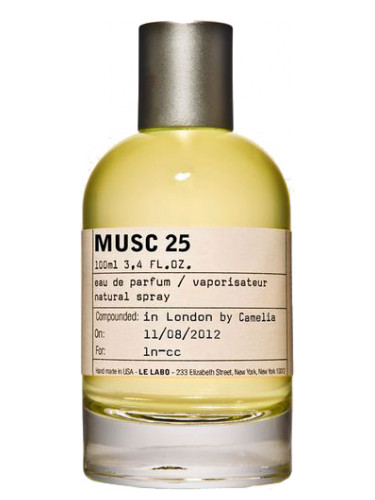 MUSC 25
100ml 3,4 FL.OZ.
eau de parfum / vaporisateur
natural spray
Compounded: in London by Camelia
On: 11/08/2012
For: ln-cc
Hand made in USA - LE LABO - 233 Elizabeth Street, New York, New York 10012